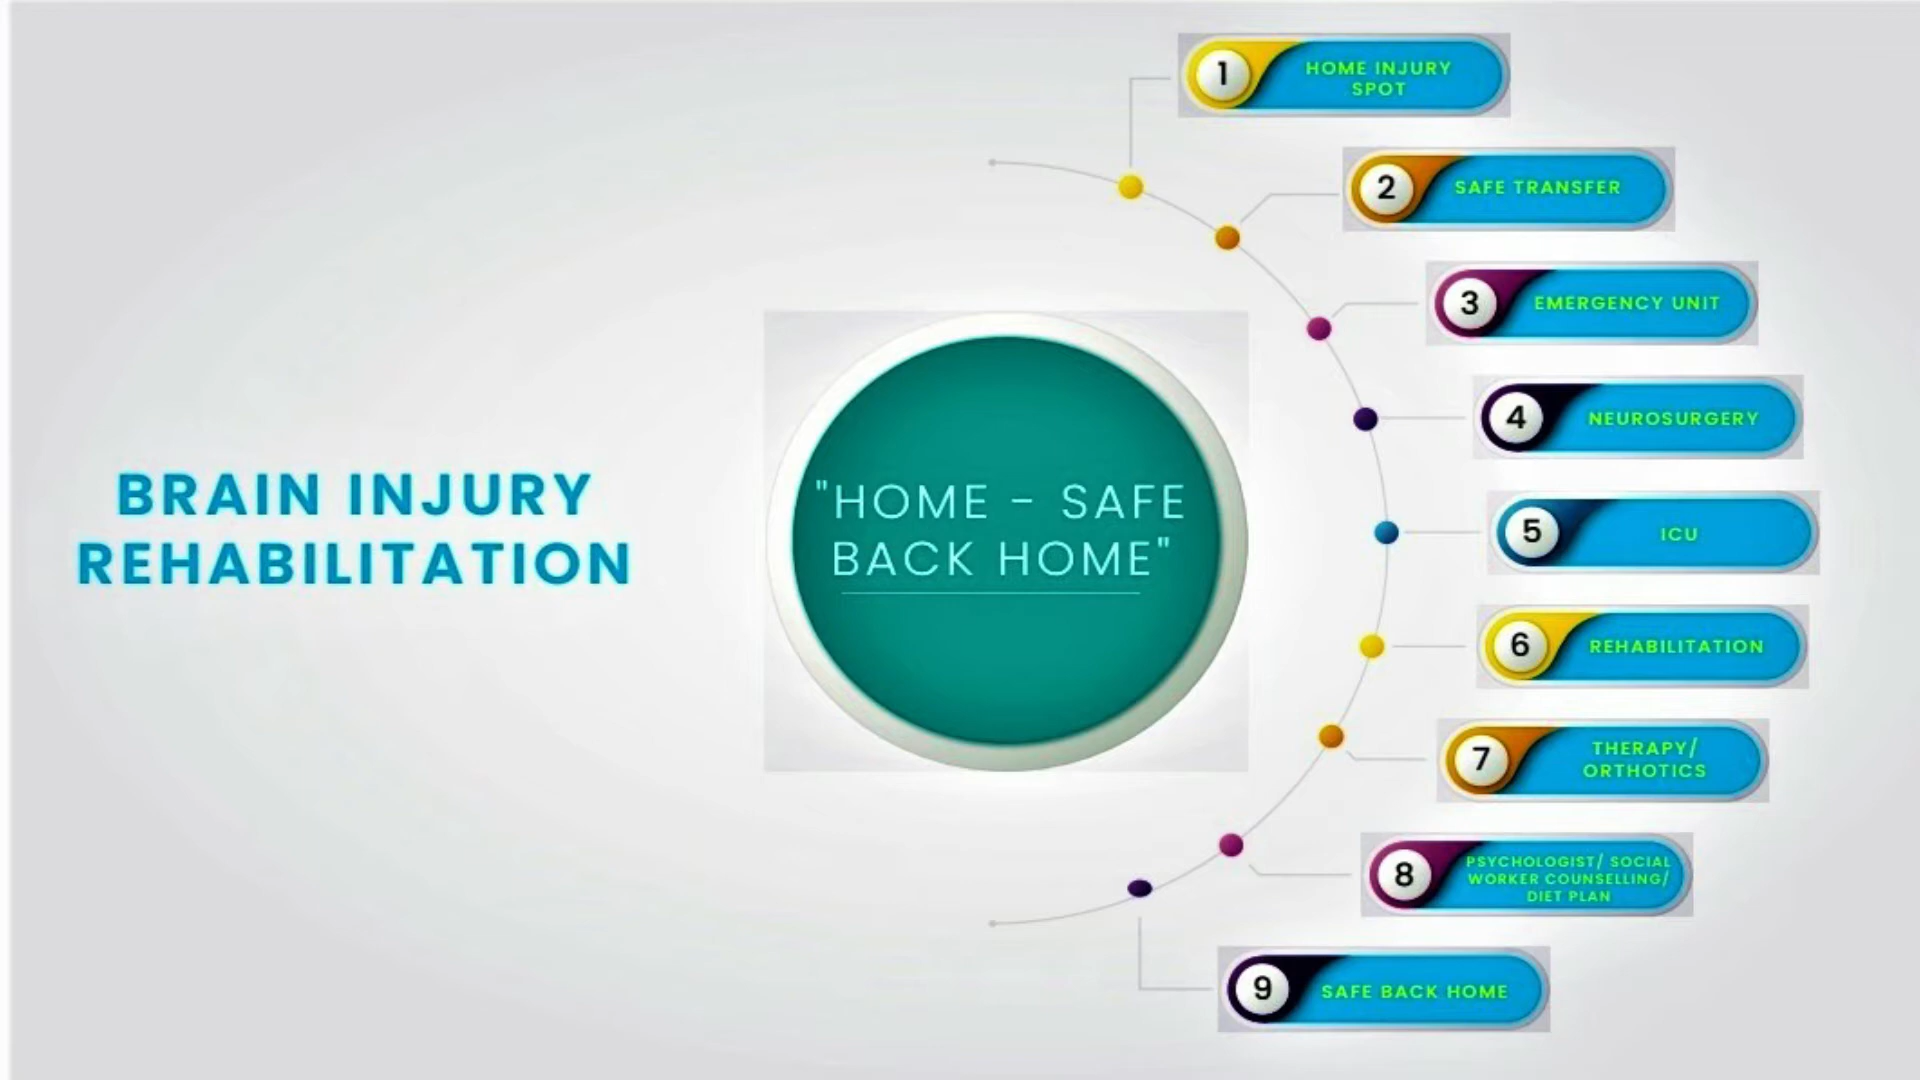 BRAIN INJURY
REHABILITATION
"HOME - SAFE
BACK HOME"
1
HOME INJURY
SPOT
2
SAFE TRANSFER
3
EMERGENCY UNIT
4
NEUROSURGERY
5
ICU
6
REHABILITATION
7
THERAPY/
ORTHOTICS
8
PSYCHOLOGIST/ SOCIAL
WORKER COUNSELLING/
DIET PLAN
9
SAFE BACK HOME